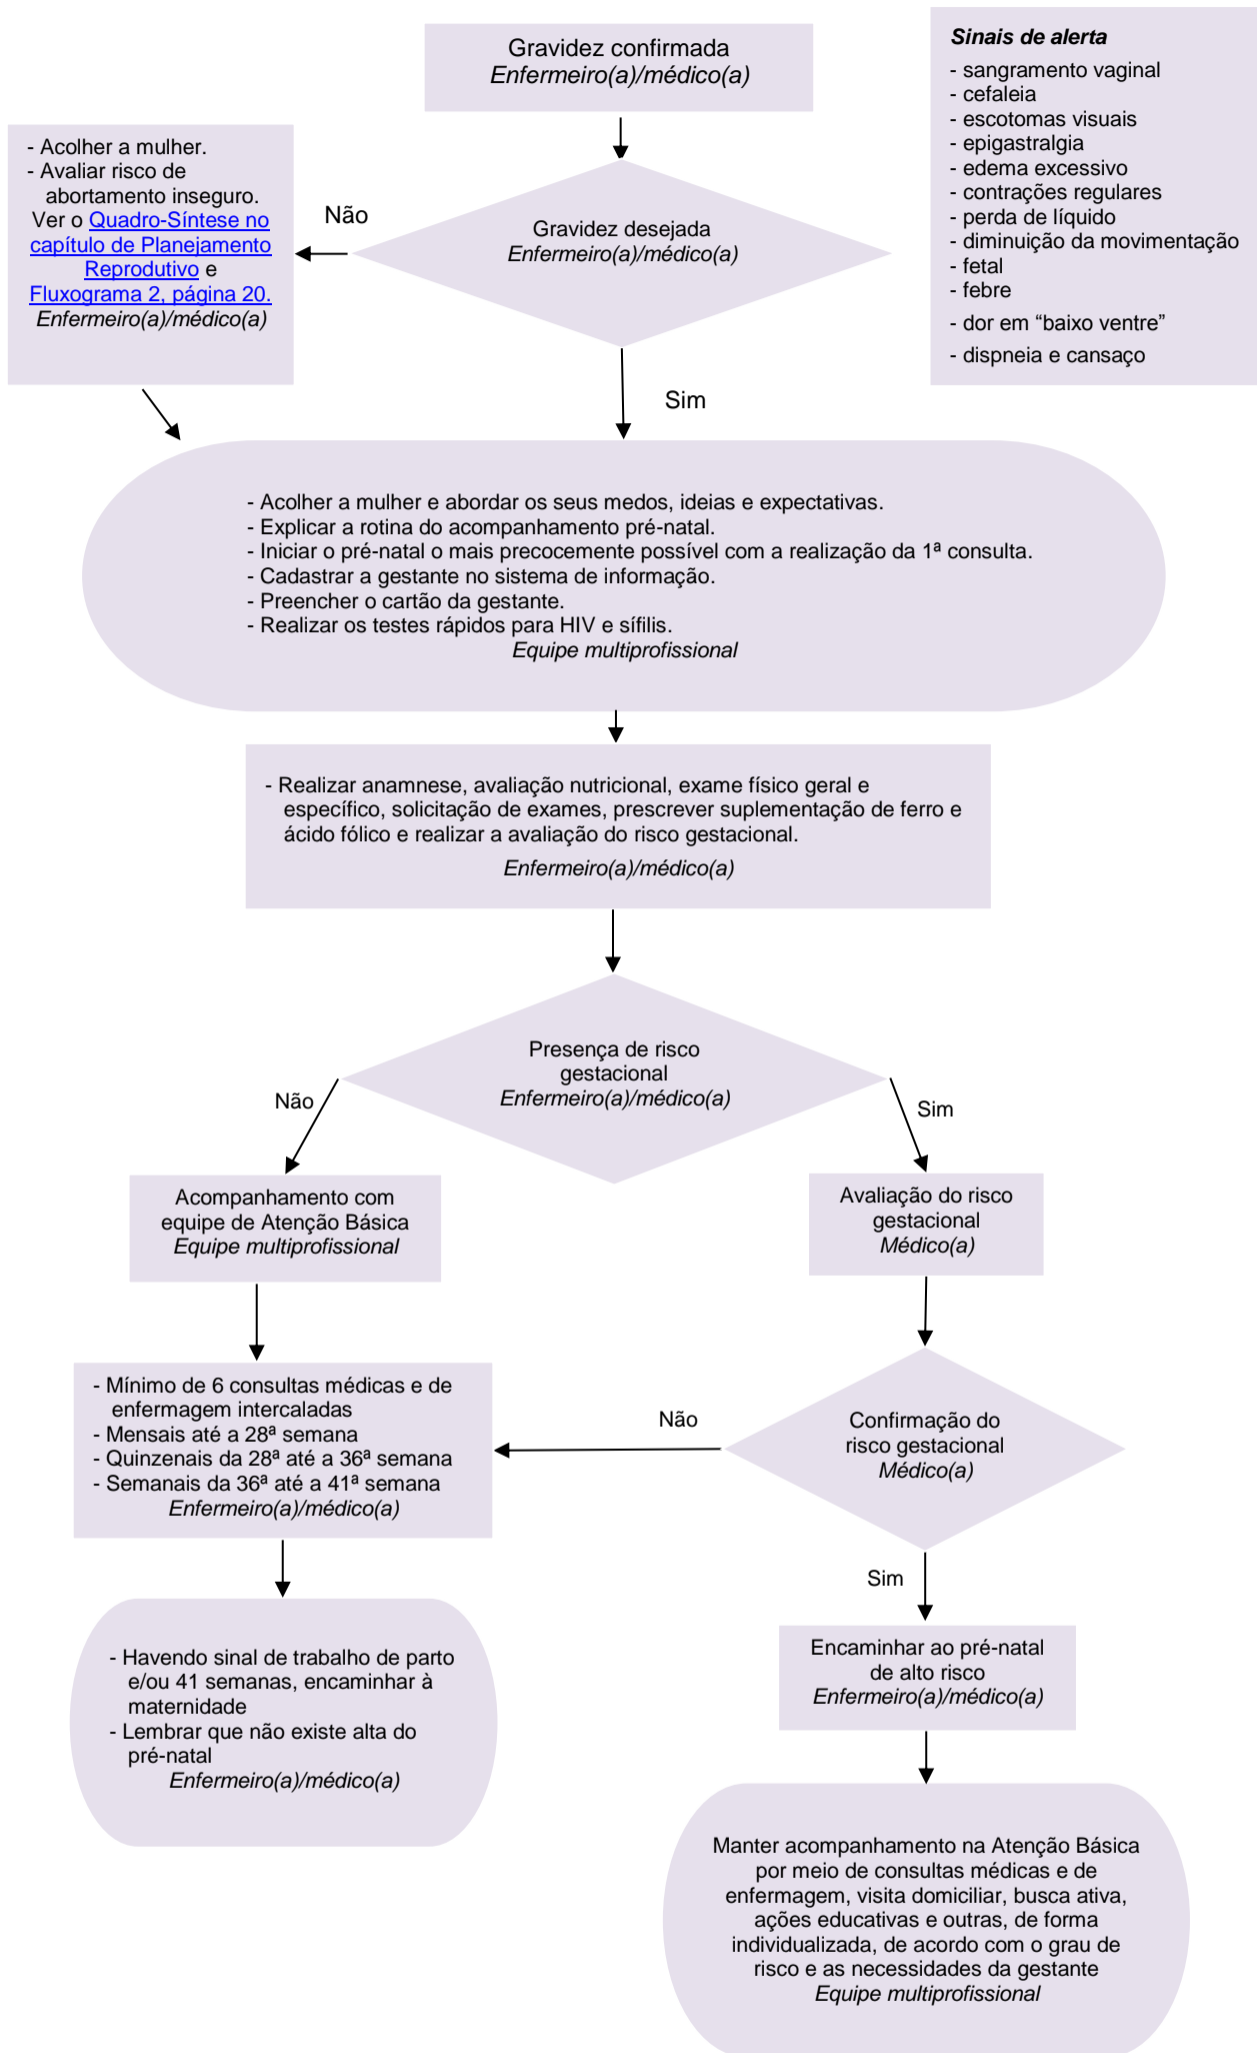 Gravidez confirmada
Enfermeiro(a)/médico(a)
Sinais de alerta
- sangramento vaginal
- cefaleia
- escotomas visuais
- epigastralgia
- edema excessivo
- contrações regulares
- perda de líquido
- diminuição da movimentação
- fetal
- febre
- dor em “baixo ventre”
- dispneia e cansaço
- Acolher a mulher.
- Avaliar risco de
abortamento inseguro.
Ver o Quadro-Síntese no
capítulo de Planejamento
Reprodutivo e
Fluxograma 2, página 20.
Enfermeiro(a)/médico(a)
Não
Gravidez desejada
Enfermeiro(a)/médico(a)
Sim
- Acolher a mulher e abordar os seus medos, ideias e expectativas.
- Explicar a rotina do acompanhamento pré-natal.
- Iniciar o pré-natal o mais precocemente possível com a realização da 1ª consulta.
- Cadastrar a gestante no sistema de informação.
- Preencher o cartão da gestante.
- Realizar os testes rápidos para HIV e sífilis.
Equipe multiprofissional
- Realizar anamnese, avaliação nutricional, exame físico geral e
específico, solicitação de exames, prescrever suplementação de ferro e
ácido fólico e realizar a avaliação do risco gestacional.
Enfermeiro(a)/médico(a)
Presença de risco
gestacional
Enfermeiro(a)/médico(a)
Não
Sim
Acompanhamento com
equipe de Atenção Básica
Equipe multiprofissional
Avaliação do risco
gestacional
Médico(a)
- Mínimo de 6 consultas médicas e de
enfermagem intercaladas
- Mensais até a 28ª semana
- Quinzenais da 28ª até a 36ª semana
- Semanais da 36ª até a 41ª semana
Enfermeiro(a)/médico(a)
Não
Confirmação do
risco gestacional
Médico(a)
Sim
- Havendo sinal de trabalho de parto
e/ou 41 semanas, encaminhar à
maternidade
- Lembrar que não existe alta do
pré-natal
Enfermeiro(a)/médico(a)
Encaminhar ao pré-natal
de alto risco
Enfermeiro(a)/médico(a)
Manter acompanhamento na Atenção Básica
por meio de consultas médicas e de
enfermagem, visita domiciliar, busca ativa,
ações educativas e outras, de forma
individualizada, de acordo com o grau de
risco e as necessidades da gestante
Equipe multiprofissional